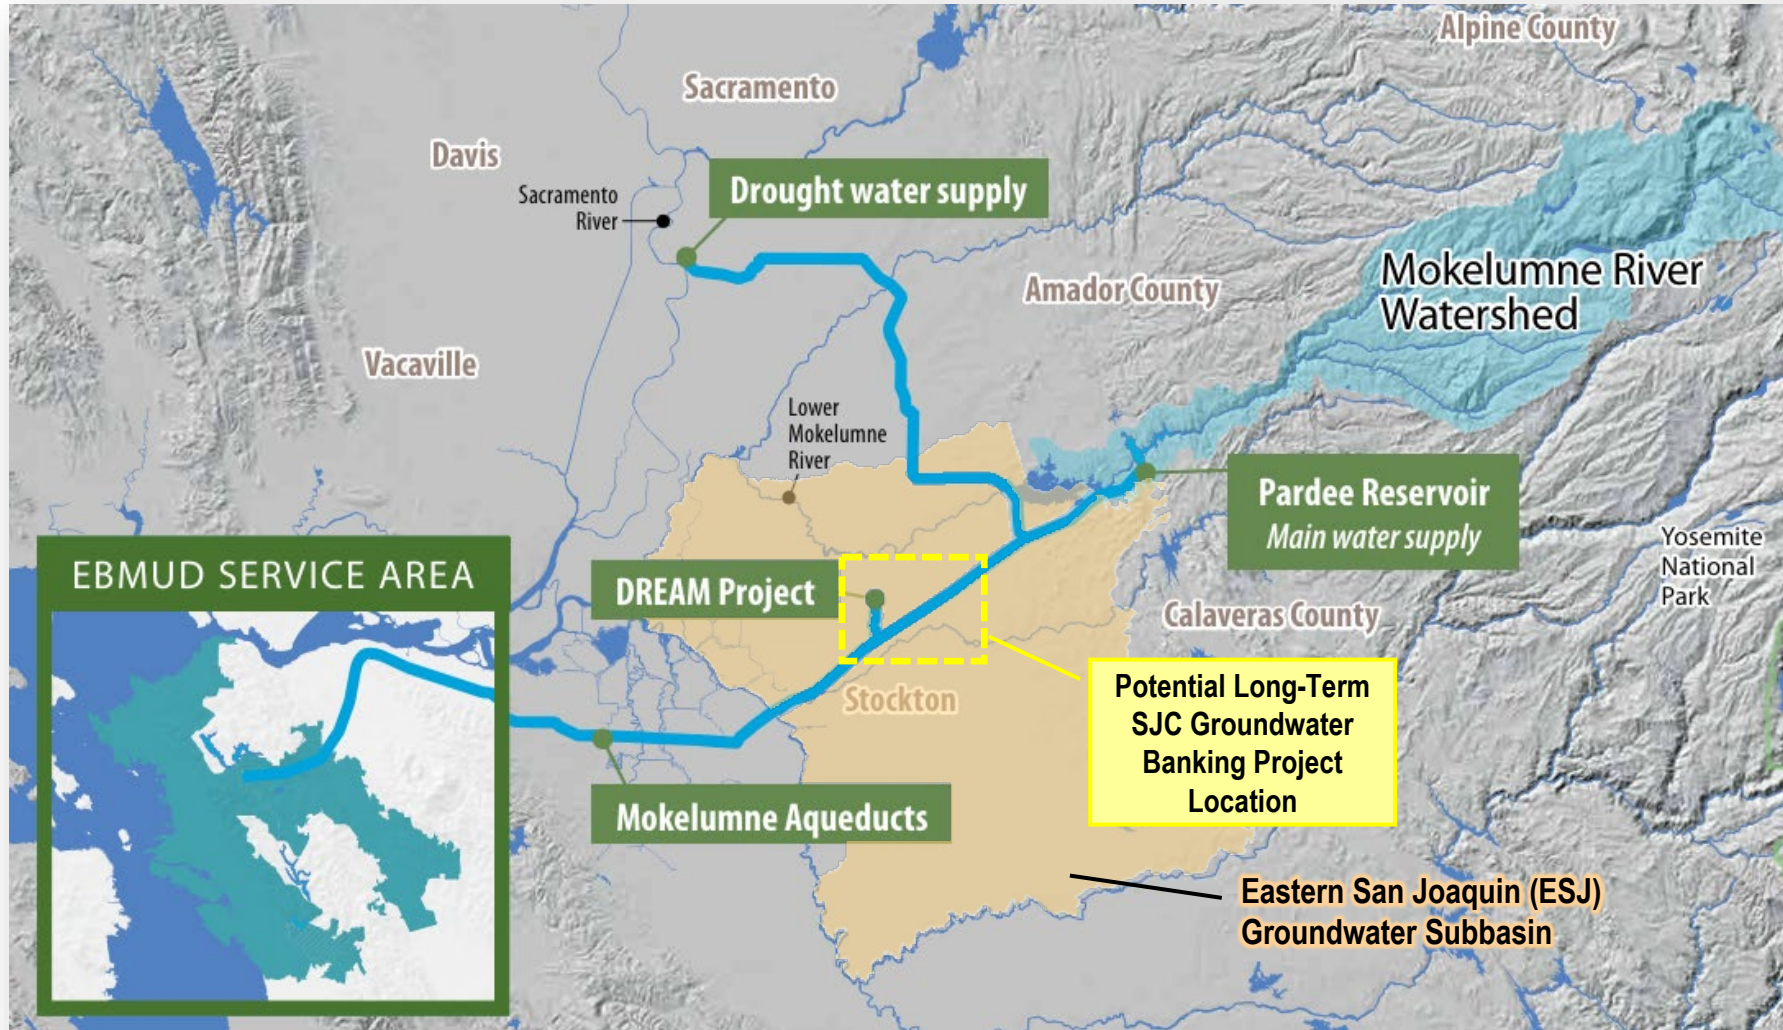 Alpine County
Sacramento
Davis
Drought water supply
Sacramento
River
Mokelumne River
Watershed
Amador County
Vacaville
Lower
Mokelumne
River
Pardee Reservoir
Main water supply
Yosemite
National
Park
EBMUD SERVICE AREA
DREAM Project
Calaveras County
Potential Long-Term
SJC Groundwater
Banking Project
Location
Stockton
Mokelumne Aqueducts
Eastern San Joaquin (ESJ)
Groundwater Subbasin